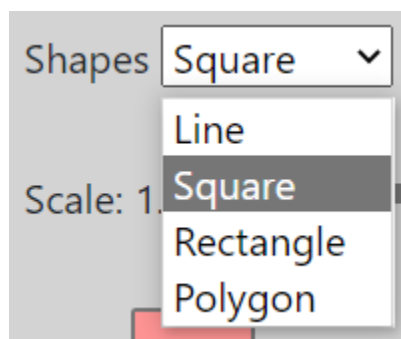 Shapes Square
Line
Square
Scale: 1.
Rectangle
Polygon